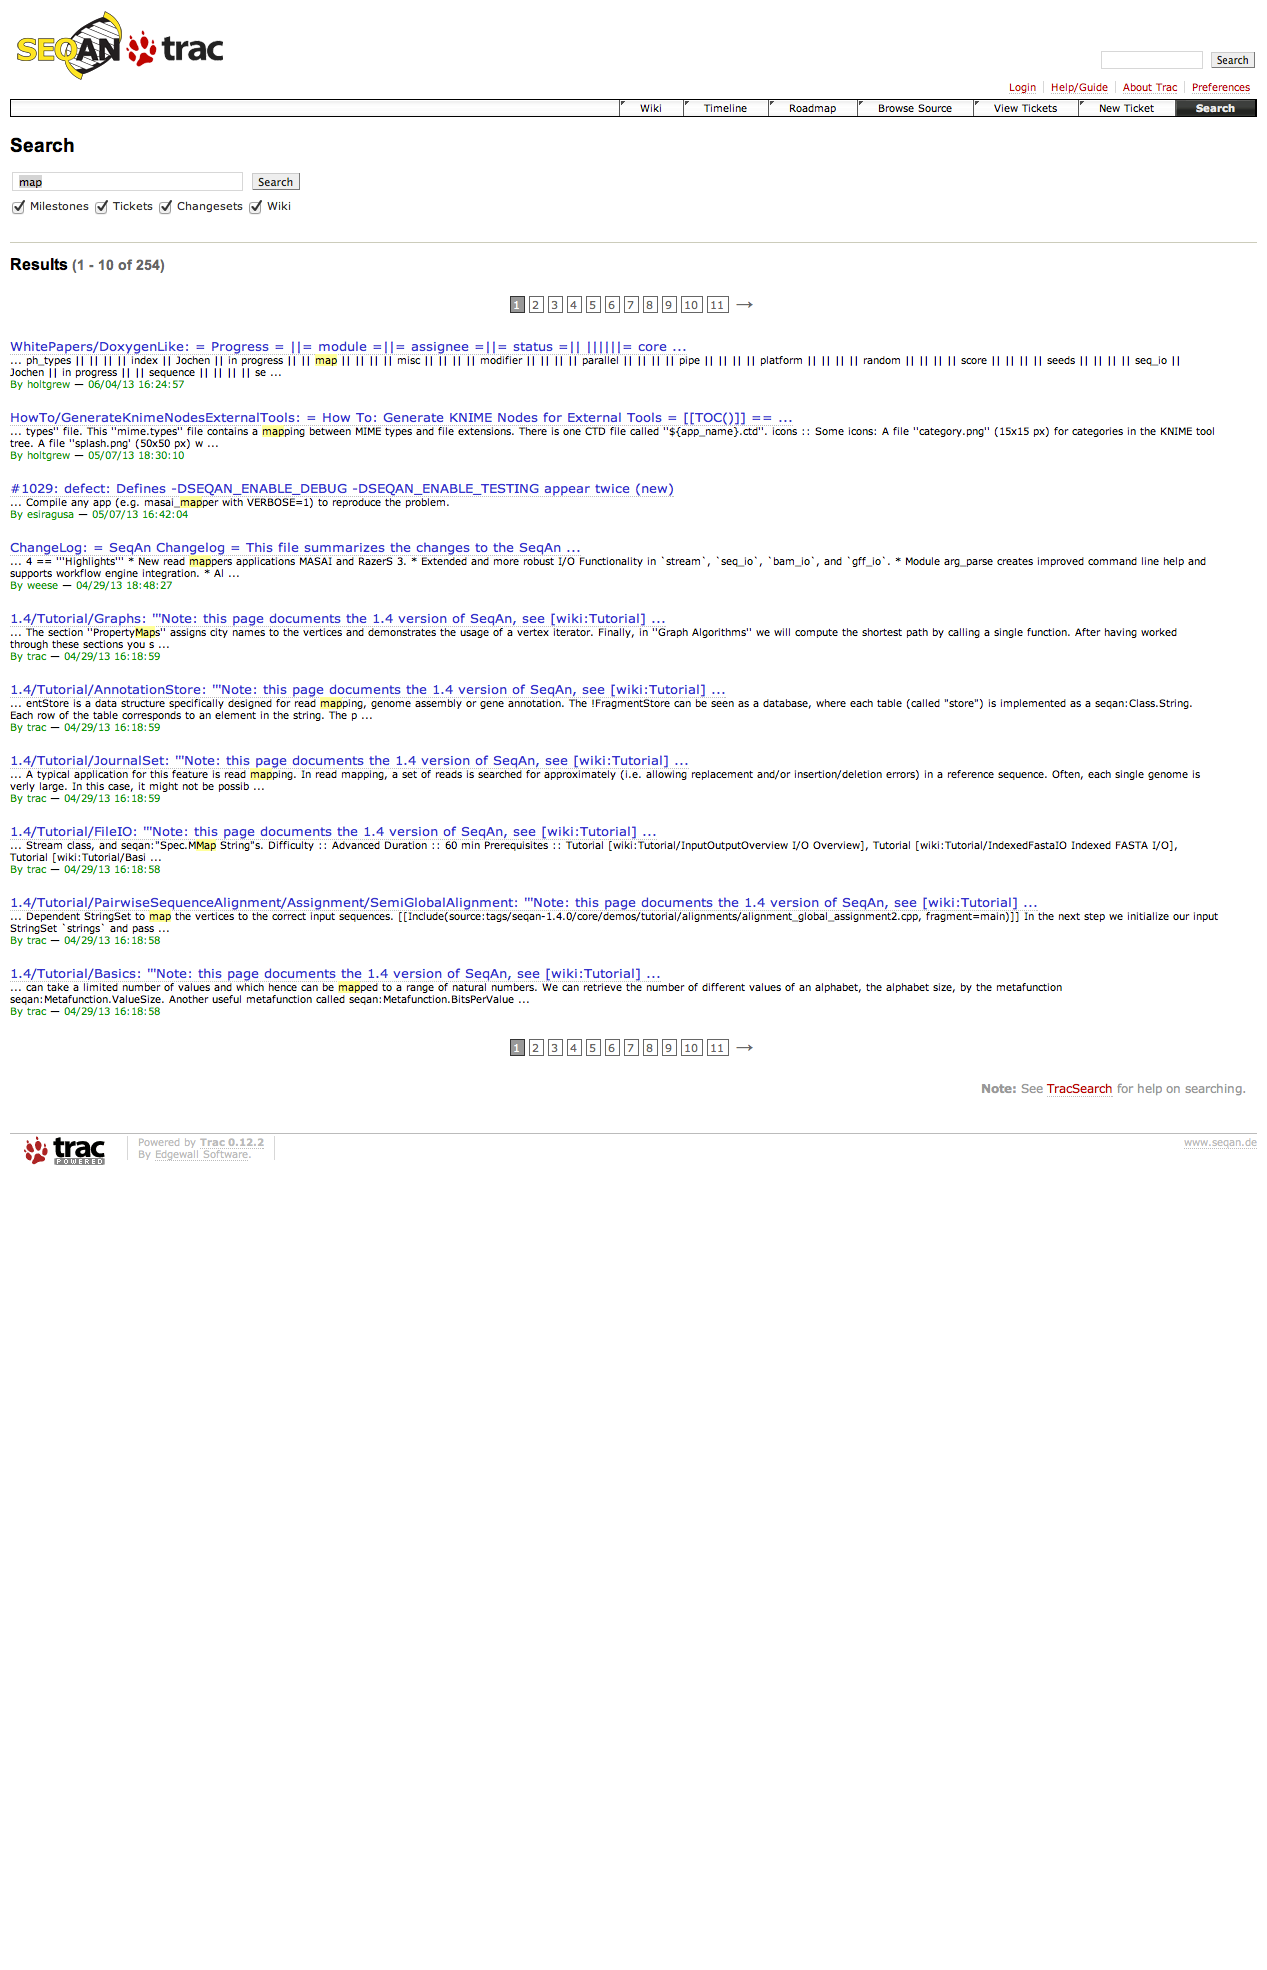 SEQAN trac
Search
Login Help/Guide About Trac Preferences
Wiki Timeline Roadmap Browse Source View Tickets New Ticket Search
Search
map Search
Milestones Tickets Changesets Wiki
Results (1 - 10 of 254)
1 2 3 4 5 6 7 8 9 10 11 →
WhitePapers/DoxygenLike: = Progress = ||= module =||= assignee =||= status =|| ||||||= core ...
... ph_types || || || || index || Jochen || in progress || || map || || || || misc || || || || modifier || || || || parallel || || || || pipe || || || || platform || || || || random || || || || score || || || || seeds || || || || seq_io ||
Jochen || in progress || || sequence || || || || se ...
By holtgrew — 06/04/13 16:24:57
HowTo/GenerateKnimeNodesExternalTools: = How To: Generate KNIME Nodes for External Tools = [[TOC()]] == ...
... types'' file. This ''mime.types'' file contains a mapping between MIME types and file extensions. There is one CTD file called ''${app_name}.ctd''. icons :: Some icons: A file ''category.png'' (15x15 px) for categories in the KNIME tool
tree. A file ''splash.png' (50x50 px) w ...
By holtgrew — 05/07/13 18:30:10
#1029: defect: Defines -DSEQAN_ENABLE_DEBUG -DSEQAN_ENABLE_TESTING appear twice (new)
... Compile any app (e.g. masai_mapper with VERBOSE=1) to reproduce the problem.
By esiragusa — 05/07/13 16:42:04
ChangeLog: = SeqAn Changelog = This file summarizes the changes to the SeqAn ...
... 4 == '''Highlights''' * New read mappers applications MASAI and RazerS 3. * Extended and more robust I/O Functionality in `stream`, `seq_io`, `bam_io`, and `gff_io`. * Module arg_parse creates improved command line help and
supports workflow engine integration. * Al ...
By weese — 04/29/13 18:48:27
1.4/Tutorial/Graphs: '''Note: this page documents the 1.4 version of SeqAn, see [wiki:Tutorial] ...
... The section ''PropertyMaps'' assigns city names to the vertices and demonstrates the usage of a vertex iterator. Finally, in ''Graph Algorithms'' we will compute the shortest path by calling a single function. After having worked
through these sections you s ...
By trac — 04/29/13 16:18:59
1.4/Tutorial/AnnotationStore: '''Note: this page documents the 1.4 version of SeqAn, see [wiki:Tutorial] ...
... entStore is a data structure specifically designed for read mapping, genome assembly or gene annotation. The !FragmentStore can be seen as a database, where each table (called "store") is implemented as a seqan:Class.String.
Each row of the table corresponds to an element in the string. The p ...
By trac — 04/29/13 16:18:59
1.4/Tutorial/JournalSet: '''Note: this page documents the 1.4 version of SeqAn, see [wiki:Tutorial] ...
... A typical application for this feature is read mapping. In read mapping, a set of reads is searched for approximately (i.e. allowing replacement and/or insertion/deletion errors) in a reference sequence. Often, each single genome is
verly large. In this case, it might not be possib ...
By trac — 04/29/13 16:18:59
1.4/Tutorial/FileIO: '''Note: this page documents the 1.4 version of SeqAn, see [wiki:Tutorial] ...
... Stream class, and seqan:"Spec.MMap String"s. Difficulty :: Advanced Duration :: 60 min Prerequisites :: Tutorial [wiki:Tutorial/InputOutputOverview I/O Overview], Tutorial [wiki:Tutorial/IndexedFastaIO Indexed FASTA I/O],
Tutorial [wiki:Tutorial/Basi ...
By trac — 04/29/13 16:18:58
1.4/Tutorial/PairwiseSequenceAlignment/Assignment/SemiGlobalAlignment: '''Note: this page documents the 1.4 version of SeqAn, see [wiki:Tutorial] ...
... Dependent StringSet to map the vertices to the correct input sequences. [[Include(source:tags/seqan-1.4.0/core/demos/tutorial/alignments/alignment_global_assignment2.cpp, fragment=main)]] In the next step we initialize our input
StringSet `strings` and pass ...
By trac — 04/29/13 16:18:58
1.4/Tutorial/Basics: '''Note: this page documents the 1.4 version of SeqAn, see [wiki:Tutorial] ...
... can take a limited number of values and which hence can be mapped to a range of natural numbers. We can retrieve the number of different values of an alphabet, the alphabet size, by the metafunction
seqan:Metafunction.ValueSize. Another useful metafunction called seqan:Metafunction.BitsPerValue ...
By trac — 04/29/13 16:18:58
1 2 3 4 5 6 7 8 9 10 11 →
Note: See TracSearch for help on searching.
trac POWERED
Powered by Trac 0.12.2
By Edgewall Software.
www.seqan.de